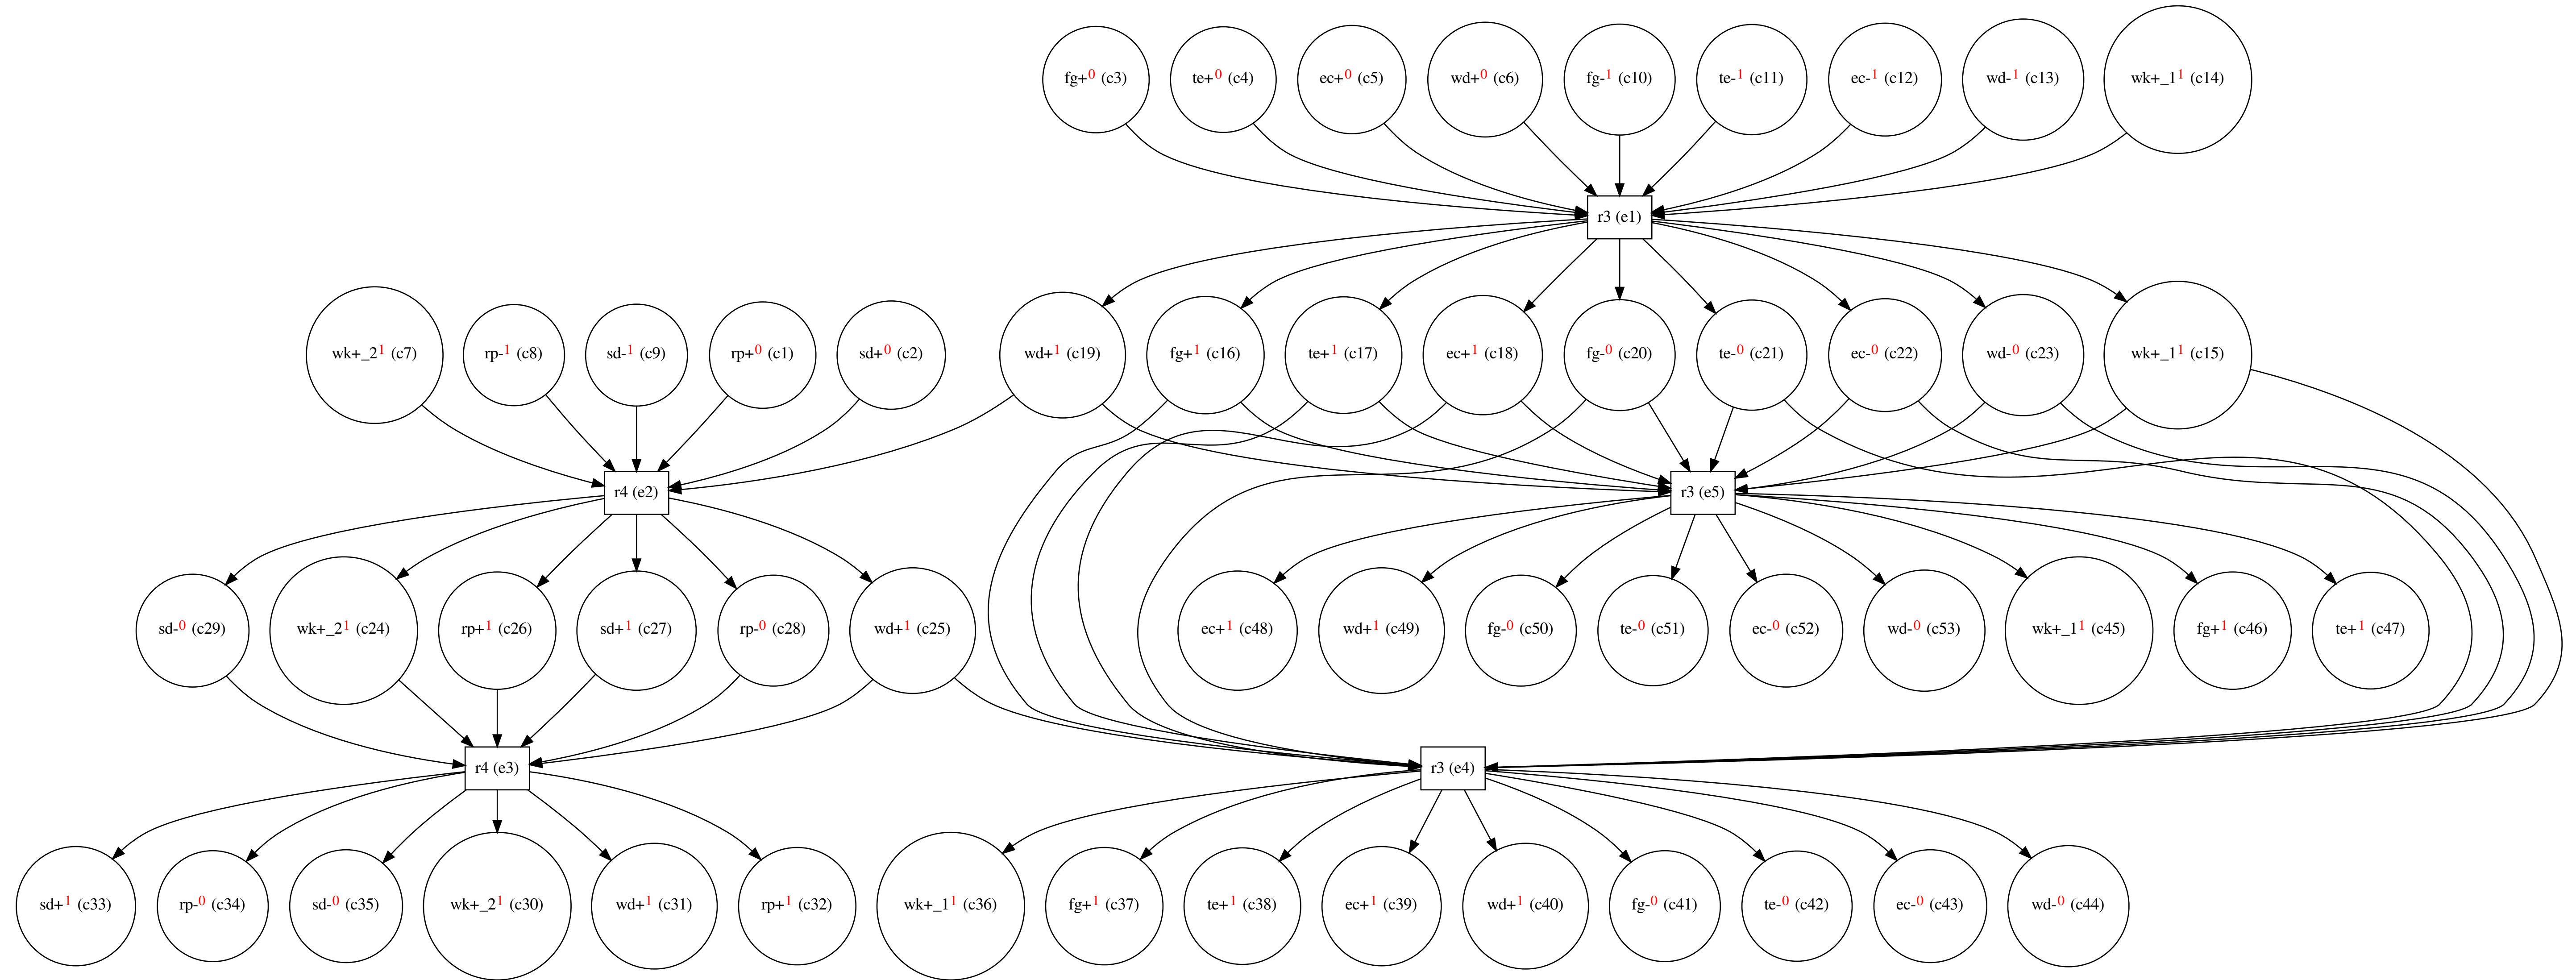 fg+0 (c3)
te+0 (c4)
ec+0 (c5)
wd+0 (c6)
fg-1 (c10)
te-1 (c11)
ec-1 (c12)
wd-1 (c13)
wk+_11 (c14)
r3 (e1)
wk+_21 (c7)
rp-1 (c8)
sd-1 (c9)
rp+0 (c1)
sd+0 (c2)
wd+1 (c19)
fg+1 (c16)
te+1 (c17)
ec+1 (c18)
fg-0 (c20)
te-0 (c21)
ec-0 (c22)
wd-0 (c23)
wk+_11 (c15)
r4 (e2)
r3 (e5)
sd-0 (c29)
wk+_21 (c24)
rp+1 (c26)
sd+1 (c27)
rp-0 (c28)
wd+1 (c25)
ec+1 (c48)
wd+1 (c49)
fg-0 (c50)
te-0 (c51)
ec-0 (c52)
wd-0 (c53)
wk+_11 (c45)
fg+1 (c46)
te+1 (c47)
r4 (e3)
r3 (e4)
sd+1 (c33)
rp-0 (c34)
sd-0 (c35)
wk+_21 (c30)
wd+1 (c31)
rp+1 (c32)
wk+_11 (c36)
fg+1 (c37)
te+1 (c38)
ec+1 (c39)
wd+1 (c40)
fg-0 (c41)
te-0 (c42)
ec-0 (c43)
wd-0 (c44)